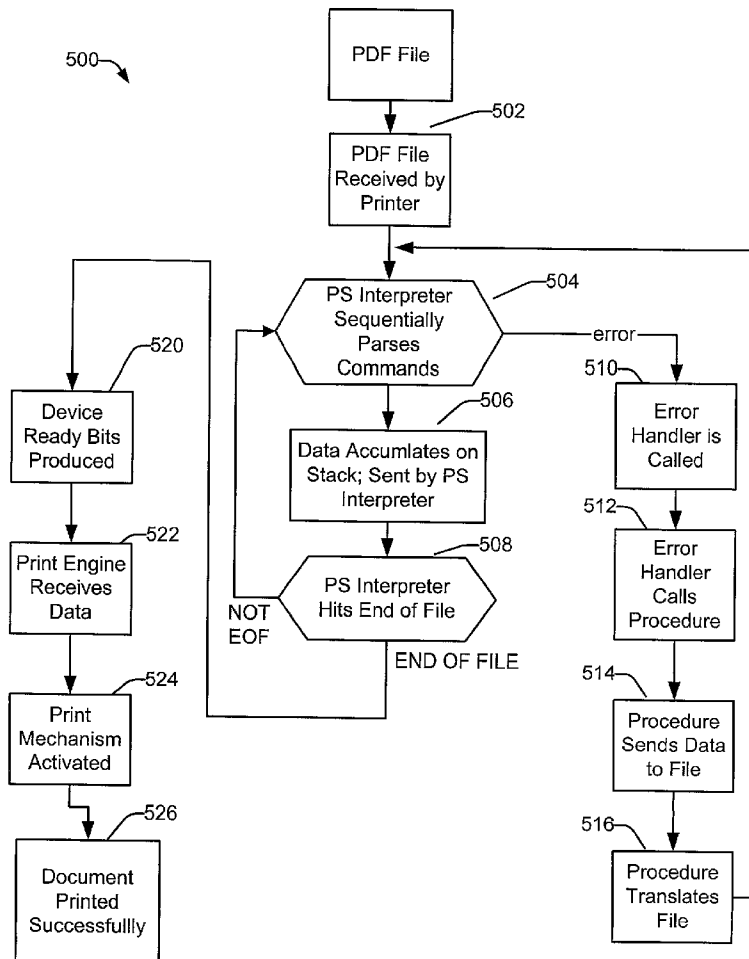 500
PDF File
502
PDF File
Received by
Printer
504
PS Interpreter
Sequentially
Parses
Commands
error
506
Data Accumlates on
Stack; Sent by PS
Interpreter
508
PS Interpreter
Hits End of File
NOT
EOF
END OF FILE
510
Error
Handler is
Called
512
Error
Handler
Calls
Procedure
514
Procedure
Sends Data
to File
516
Procedure
Translates
File
520
Device
Ready Bits
Produced
522
Print Engine
Receives
Data
524
Print
Mechanism
Activated
526
Document
Printed
Successfullly